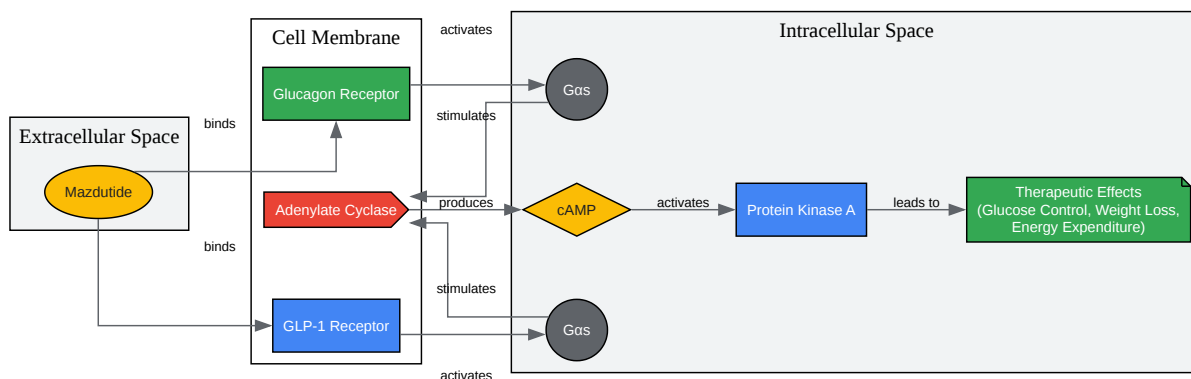 Extracellular Space
Mazdutide
binds
binds
Cell Membrane
Glucagon Receptor
Adenylate Cyclase
GLP-1 Receptor
activates
stimulates
produces
stimulates
activates
Intracellular Space
Gαs
cAMP
activates
Protein Kinase A
leads to
Therapeutic Effects
(Glucose Control, Weight Loss,
Energy Expenditure)
Gαs